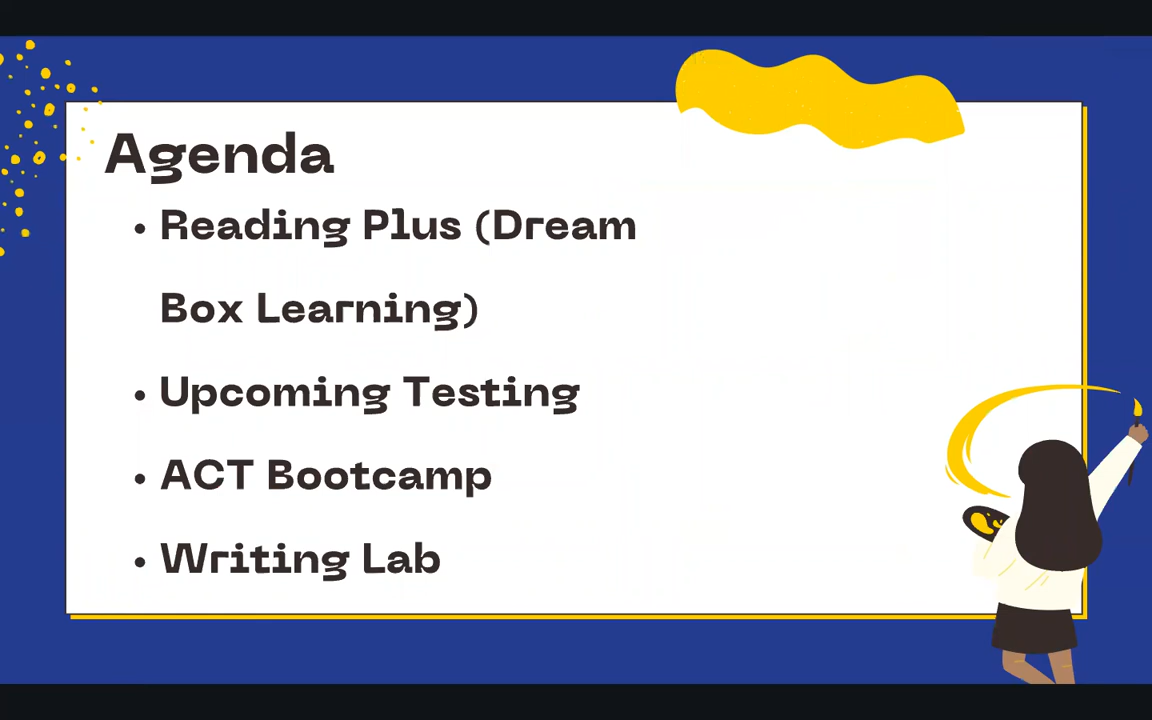 Agenda
• Reading Plus (Dream
Box Learning)
• Upcoming Testing
• ACT Bootcamp
• Writing Lab